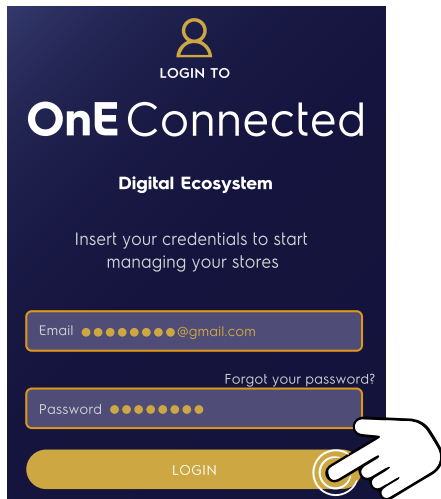 LOGIN TO
OnE Connected
Digital Ecosystem
Insert your credentials to start
managing your stores
Email ●●●●●●●●@gmail.com
Forgot your password?
Password ●●●●●●●●
LOGIN